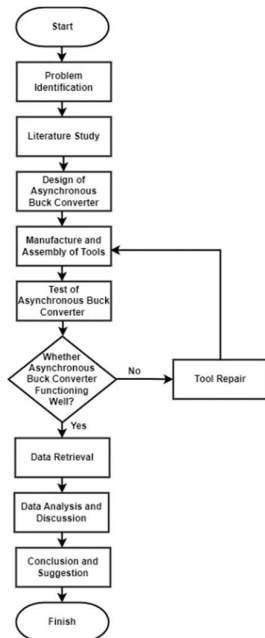 Start
Problem
Identification
Literature Study
Design of
Asynchronous
Buck Converter
Manufacture and
Assembly of Tools
Test of
Asynchronous Buck
Converter
Whether
Asynchronous
Buck Converter
Functioning
Well?
No
Tool Repair
Yes
Data Retrieval
Data Analysis and
Discussion
Conclusion and
Suggestion
Finish